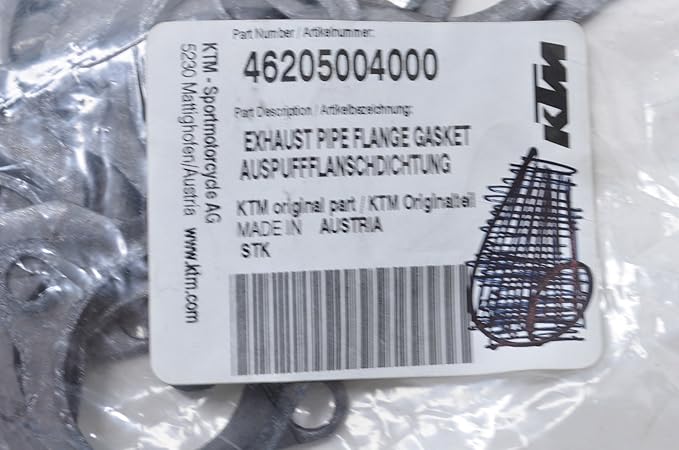 Part Number / Artikelnummer:
46205004000
Part Description / Artikelbezeichnung:
EXHAUST PIPE FLANGE GASKET
AUSPUFFFLANSCHDICHTUNG
KTM original part / KTM Originalteil
MADE IN AUSTRIA
STK
KTM - Sportmotorcycle AG
5230 Mattighofen/Austria www.ktm.com
KTM